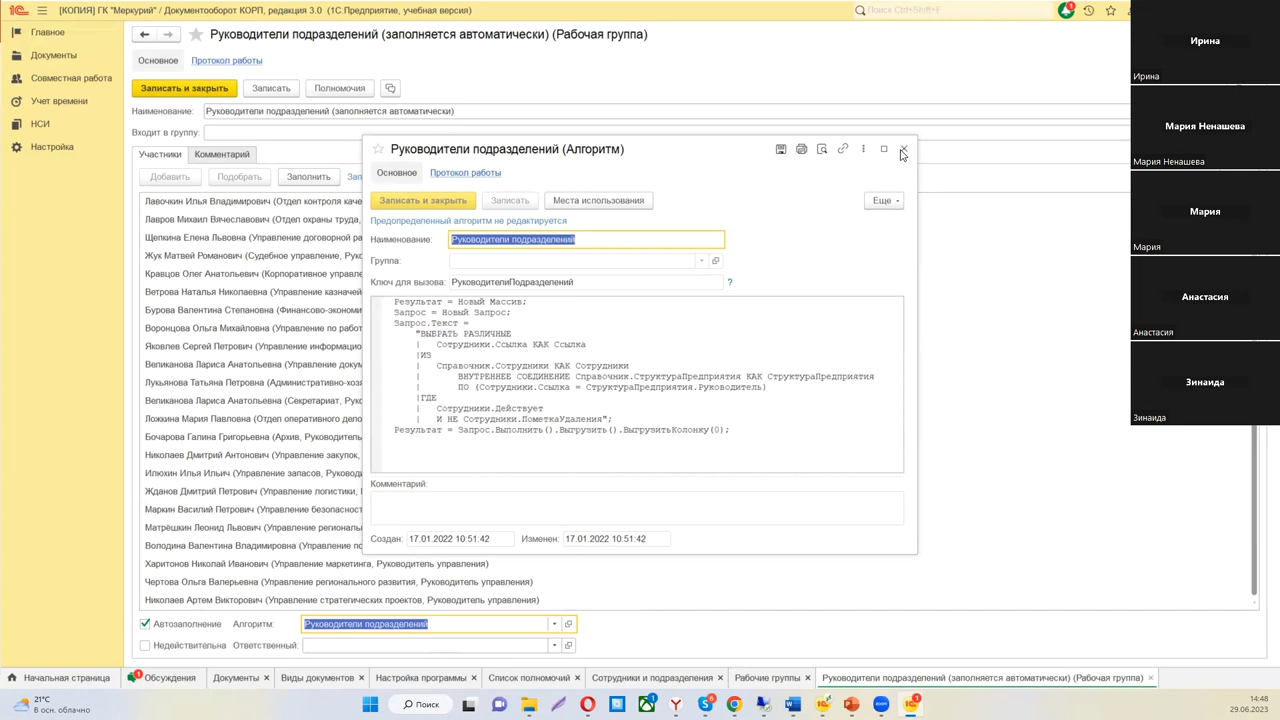 [КОПИЯ] ГК "Меркурий" / Документооборот КОРП, редакция 3.0 (1С:Предприятие, учебная версия)
Поиск Ctrl+Shift+F
1
Главное
Документы
Совместная работа
Учет времени
НСИ
Настройка
Руководители подразделений (заполняется автоматически) (Рабочая группа)
Основное
Протокол работы
Записать и закрыть
Записать
Полномочия
Наименование:
Руководители подразделений (заполняется автоматически)
Входит в группу:
Участники
Комментарий
Добавить
Подобрать
Заполнить
Лавочкин Илья Владимирович (Отдел контроля каче
Лавров Михаил Вячеславович (Отдел охраны труда,
Щепкина Елена Львовна (Управление договорной ра
Жук Матвей Романович (Судебное управление, Руко
Кравцов Олег Анатольевич (Корпоративное управле
Ветрова Наталья Николаевна (Управление казначей
Бурова Валентина Степановна (Финансово-экономи
Воронцова Ольга Михайловна (Управление по работ
Яковлев Сергей Петрович (Управление информацио
Великанова Лариса Анатольевна (Управление доку
Лукьянова Татьяна Петровна (Административно-хоз
Великанова Лариса Анатольевна (Секретариат, Рук
Ложкина Мария Павловна (Отдел оперативного депо
Бочарова Галина Григорьевна (Архив, Руководитель
Николаев Дмитрий Антонович (Управление закупок,
Илюхин Илья Ильич (Управление запасов, Руководи
Жданов Дмитрий Петрович (Управление логистики, Р
Маркин Василий Петрович (Управление безопаснос
Матрёшкин Леонид Львович (Управление региональ
Володина Валентина Владимировна (Управление по
Харитонов Николай Иванович (Управление маркетинга, Руководитель управления)
Чертова Ольга Валерьевна (Управление регионального развития, Руководитель управления)
Николаев Артем Викторович (Управление стратегических проектов, Руководитель управления)
Автозаполнение
Алгоритм:
Руководители подразделений
Недействительна
Ответственный:
Руководители подразделений (Алгоритм)
Основное
Протокол работы
Записать и закрыть
Записать
Места использования
Еще
Предопределенный алгоритм не редактируется
Наименование:
Руководители подразделений
Группа:
Ключ для вызова:
РуководителиПодразделений
?
Результат = Новый Массив;
Запрос = Новый Запрос;
Запрос.Текст =
"ВЫБРАТЬ РАЗЛИЧНЫЕ
| Сотрудники.Ссылка КАК Ссылка
|ИЗ
| Справочник.Сотрудники КАК Сотрудники
| ВНУТРЕННЕЕ СОЕДИНЕНИЕ Справочник.СтруктураПредприятия КАК СтруктураПредприятия
| ПО (Сотрудники.Ссылка = СтруктураПредприятия.Руководитель)
|ГДЕ
| Сотрудники.Действует
| И НЕ Сотрудники.ПометкаУдаления";
Результат = Запрос.Выполнить().Выгрузить().ВыгрузитьКолонку(0);
Комментарий:
Создан:
17.01.2022 10:51:42
Изменен:
17.01.2022 10:51:42
Ирина
Ирина
Мария Ненашева
Мария Ненашева
Мария
Мария
Анастасия
Анастасия
Зинаида
Зинаида
Начальная страница
1
Обсуждения
Документы
Виды документов
Настройка программы
Список полномочий
Сотрудники и подразделения
Рабочие группы
Руководители подразделений (заполняется автоматически) (Рабочая группа)
21°C
В осн. облачно
Поиск
14:48
29.06.2023